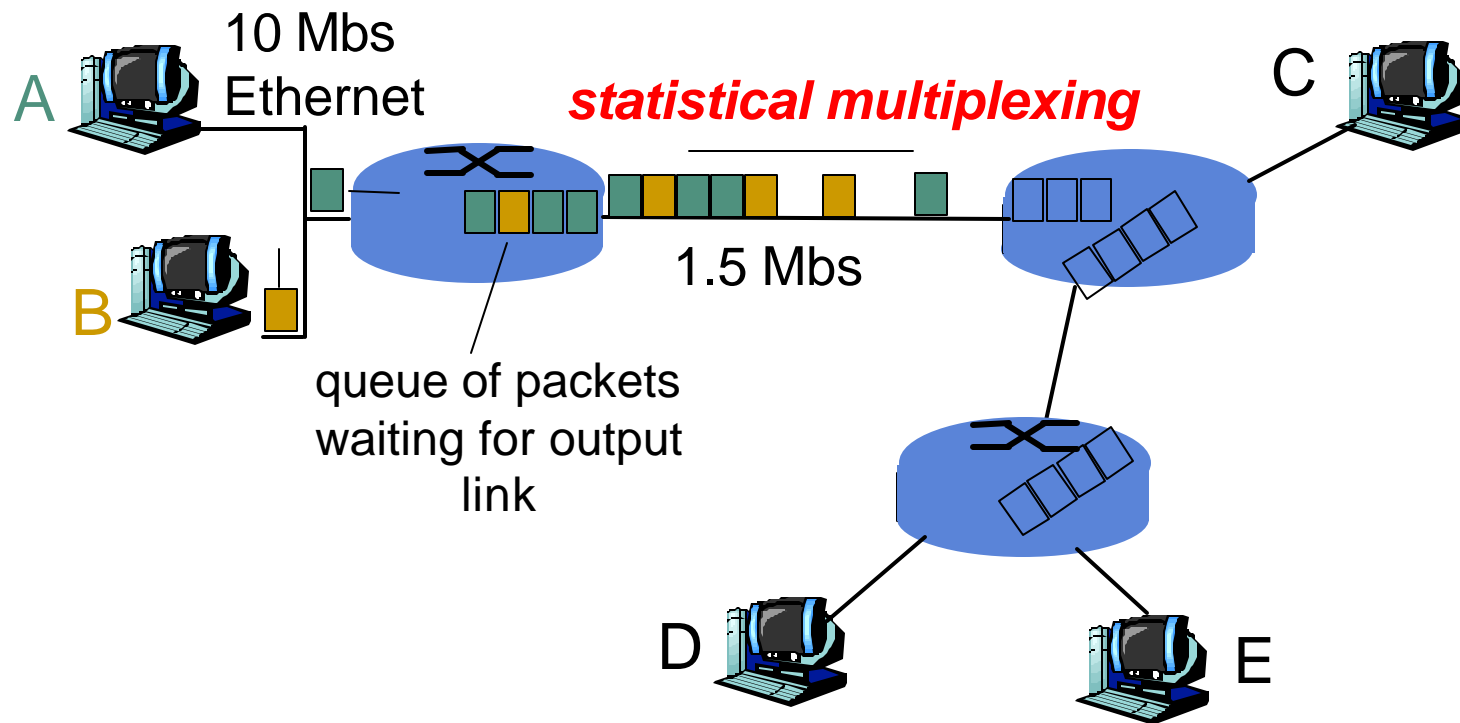 10 Mbs
Ethernet
statistical multiplexing
A
C
B
1.5 Mbs
queue of packets
waiting for output
link
D
E